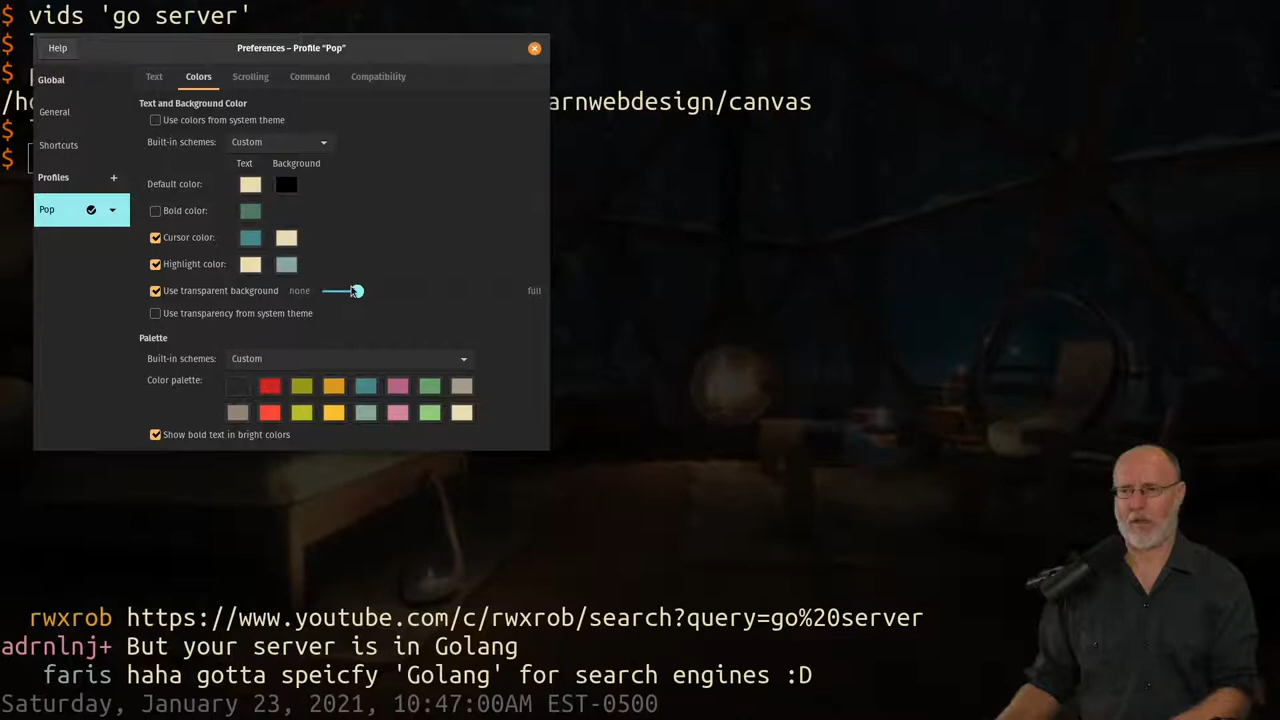 $ vids 'go server'
$
$
/ho
arnwebdesign/canvas
$
$
Help
Preferences – Profile “Pop”
Global
General
Shortcuts
Profiles +
Pop
Text Colors Scrolling Command Compatibility
Text and Background Color
Use colors from system theme
Built-in schemes: Custom
Text Background
Default color:
Bold color:
Cursor color:
Highlight color:
Use transparent background none full
Use transparency from system theme
Palette
Built-in schemes: Custom
Color palette:
Show bold text in bright colors
rwxrob https://www.youtube.com/c/rwxrob/search?query=go%20server
adrnlnj+ But your server is in Golang
faris haha gotta speicfy 'Golang' for search engines :D
Saturday, January 23, 2021, 10:47:00AM EST-0500